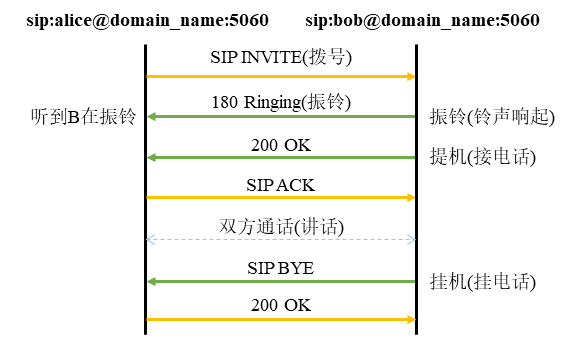 sip:alice@domain_name:5060 sip:bob@domain_name:5060
SIP INVITE(拨号)
180 Ringing(振铃)
听到B在振铃
振铃(铃声响起)
200 OK
提机(接电话)
SIP ACK
双方通话(讲话)
SIP BYE
挂机(挂电话)
200 OK